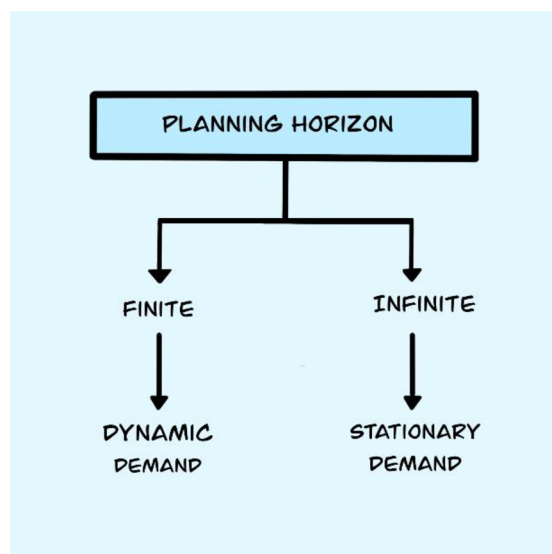 PLANNING HORIZON
FINITE
INFINITE
DYNAMIC
DEMAND
STATIONARY
DEMAND